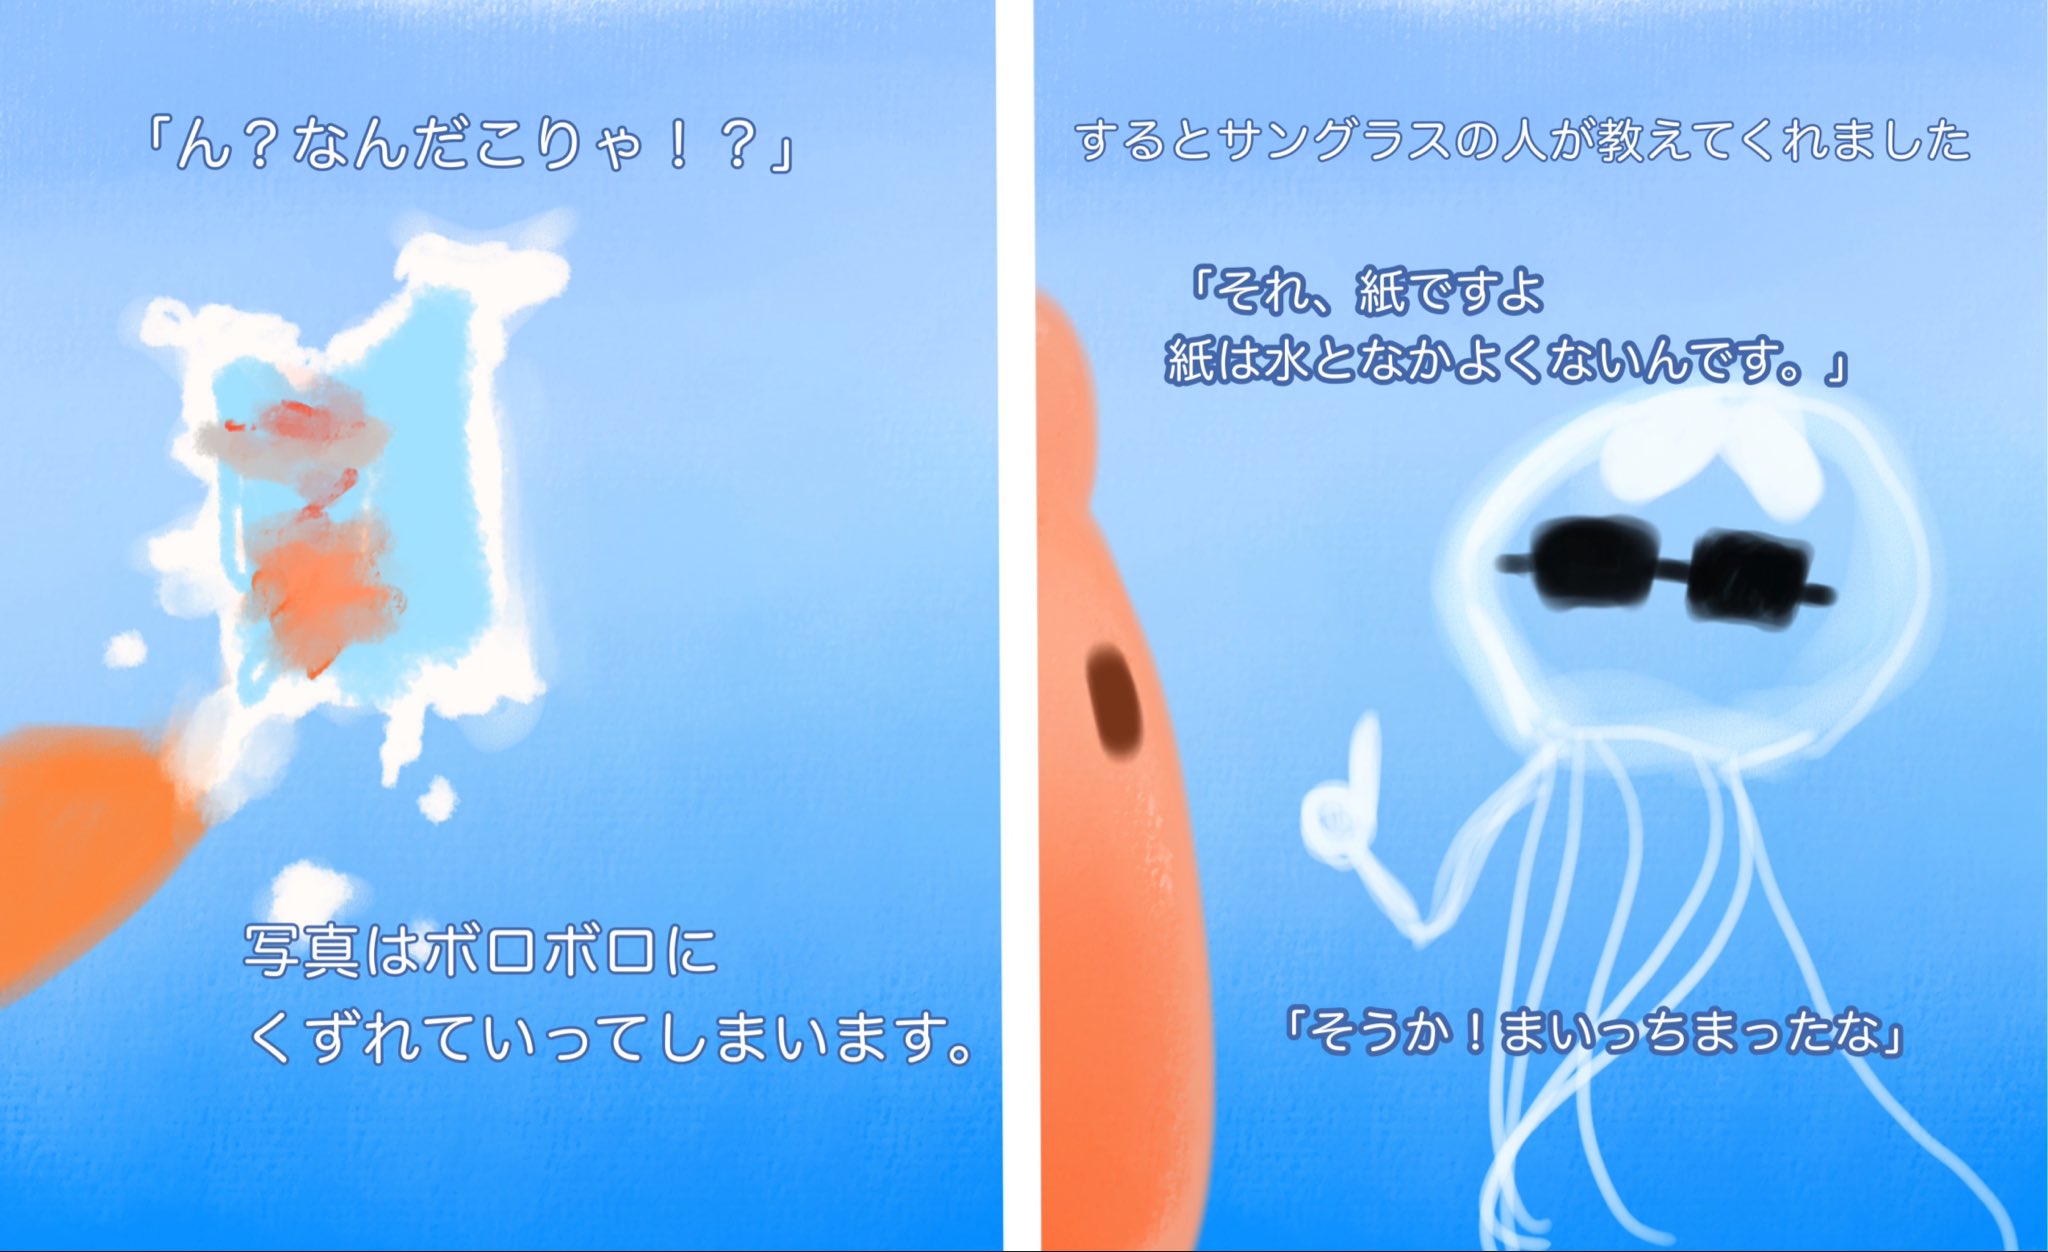 「ん？なんだこりゃ！？」
写真はボロボロに
くずれていってしまいます。
するとサングラスの人が教えてくれました
「それ、紙ですよ
紙は水となかよくないんです。」
「そうか！まいっちまったな」